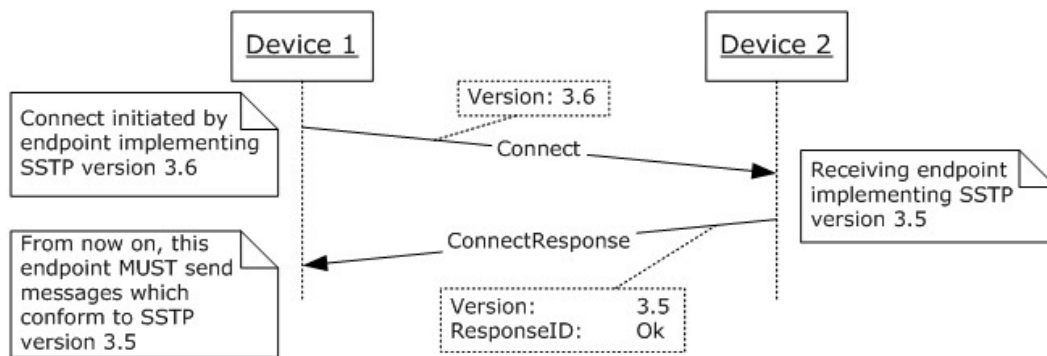 Device 1
Device 2
Version: 3.6
Connect initiated by
endpoint implementing
SSTP version 3.6
Connect
Receiving endpoint
implementing SSTP
version 3.5
From now on, this
endpoint MUST send
messages which
conform to SSTP
version 3.5
ConnectResponse
Version: 3.5
ResponseID: Ok